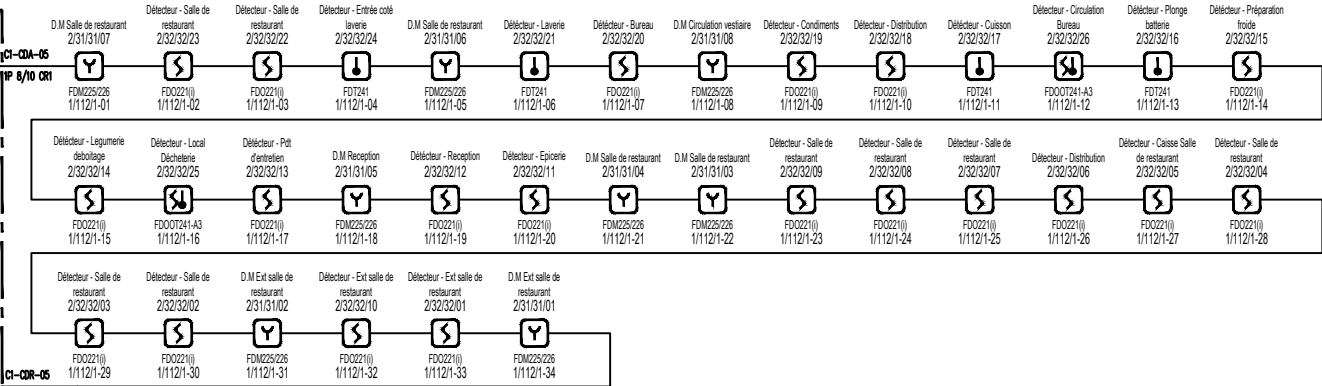 C1-CDA-05
1P 8/10 CR1
D.M Salle de restaurant
2/31/31/07
FDM225/226
1/112/1-01
Détecteur - Salle de
restaurant
2/32/32/23
FDO221(i)
1/112/1-02
Détecteur - Salle de
restaurant
2/32/32/22
FDO221(i)
1/112/1-03
Détecteur - Entrée coté
laverie
2/32/32/24
FDT241
1/112/1-04
D.M Salle de restaurant
2/31/31/06
FDM225/226
1/112/1-05
Détecteur - Laverie
2/32/32/21
FDT241
1/112/1-06
Détécteur - Bureau
2/32/32/20
FDO221(i)
1/112/1-07
D.M Circulation vestiaire
2/31/31/08
FDM225/226
1/112/1-08
Détecteur - Condiments
2/32/32/19
FDO221(i)
1/112/1-09
Détecteur - Distribution
2/32/32/18
FDO221(i)
1/112/1-10
Détécteur - Cuisson
2/32/32/17
FDT241
1/112/1-11
Détecteur - Circulation
Bureau
2/32/32/26
FDOOT241-A3
1/112/1-12
Détecteur - Plonge
batterie
2/32/32/16
FDT241
1/112/1-13
Détécteur - Préparation
froide
2/32/32/15
FDO221(i)
1/112/1-14
Détécteur - Legumerie
deboitage
2/32/32/14
FDO221(i)
1/112/1-15
Détecteur - Local
Décheterie
2/32/32/25
FDOOT241-A3
1/112/1-16
Détécteur - Pdt
d'entretien
2/32/32/13
FDO221(i)
1/112/1-17
D.M Reception
2/31/31/05
FDM225/226
1/112/1-18
Détécteur - Reception
2/32/32/12
FDO221(i)
1/112/1-19
Détecteur - Epicerie
2/32/32/11
FDO221(i)
1/112/1-20
D.M Salle de restaurant
2/31/31/04
FDM225/226
1/112/1-21
D.M Salle de restaurant
2/31/31/03
FDM225/226
1/112/1-22
Détecteur - Salle de
restaurant
2/32/32/09
FDO221(i)
1/112/1-23
Détecteur - Salle de
restaurant
2/32/32/08
FDO221(i)
1/112/1-24
Détecteur - Salle de
restaurant
2/32/32/07
FDO221(i)
1/112/1-25
Détecteur - Distribution
2/32/32/06
FDO221(i)
1/112/1-26
Détecteur - Caisse Salle
de restaurant
2/32/32/05
FDO221(i)
1/112/1-27
Détecteur - Salle de
restaurant
2/32/32/04
FDO221(i)
1/112/1-28
Détecteur - Salle de
restaurant
2/32/32/03
FDO221(i)
1/112/1-29
Détecteur - Salle de
restaurant
2/32/32/02
FDO221(i)
1/112/1-30
D.M Ext salle de
restaurant
2/31/31/02
FDM225/226
1/112/1-31
Détecteur - Ext salle de
restaurant
2/32/32/10
FDO221(i)
1/112/1-32
Détecteur - Ext salle de
restaurant
2/32/32/01
FDO221(i)
1/112/1-33
D.M Ext salle de
restaurant
2/31/31/01
FDM225/226
1/112/1-34
C1-CDR-05